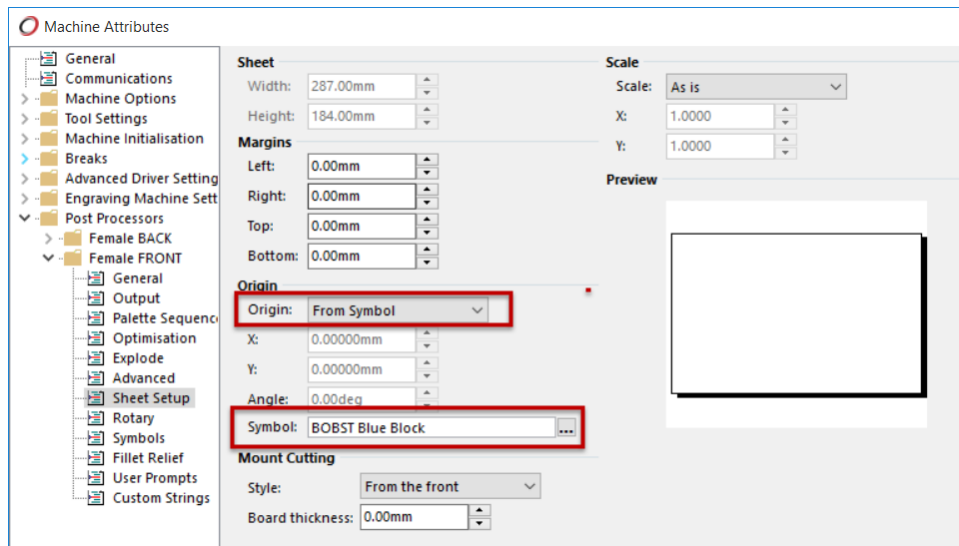 Machine Attributes
General
Communications
Machine Options
Tool Settings
Machine Initialisation
Breaks
Advanced Driver Setting
Engraving Machine Sett
Post Processors
Female BACK
Female FRONT
General
Output
Palette Sequenc
Optimisation
Explode
Advanced
Sheet Setup
Rotary
Symbols
Fillet Relief
User Prompts
Custom Strings
Sheet
Width: 287.00mm
Height: 184.00mm
Margins
Left: 0.00mm
Right: 0.00mm
Top: 0.00mm
Bottom: 0.00mm
Origin
Origin: From Symbol
X: 0.00000mm
Y: 0.00000mm
Angle: 0.00deg
Symbol: BOBST Blue Block ...
Mount Cutting
Style: From the front
Board thickness: 0.00mm
Scale
Scale: As is
X: 1.0000
Y: 1.0000
Preview